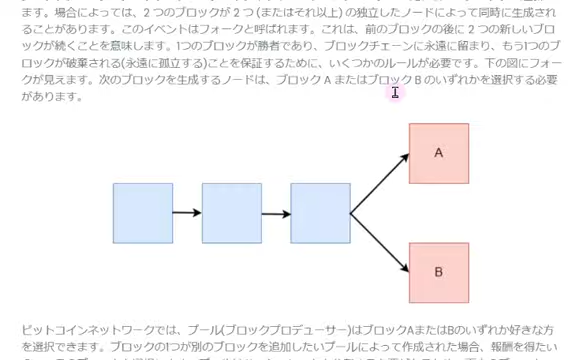 ます。場合によっては、2 つのブロックが 2 つ (またはそれ以上) の独立したノードによって同時に生成され
ることがあります。このイベントはフォークと呼ばれます。これは、前のブロックの後に 2 つの新しいブロ
ックが続くことを意味します。1つのブロックが勝者であり、ブロックチェーンに永遠に留まり、もう1つのブ
ロックが破棄される(永遠に孤立する)ことを保証するために、いくつかのルールが必要です。下の図にフォー
クが見えます。次のブロックを生成するノードは、ブロック A またはブロック B のいずれかを選択する必要
があります。
A
B
ビットコインネットワークでは、プール(ブロックプロデューサー)はブロックAまたはBのいずれか好きな方
を選択できます。ブロックの1つが別のブロックを追加したいプールによって作成された場合、報酬を得たい